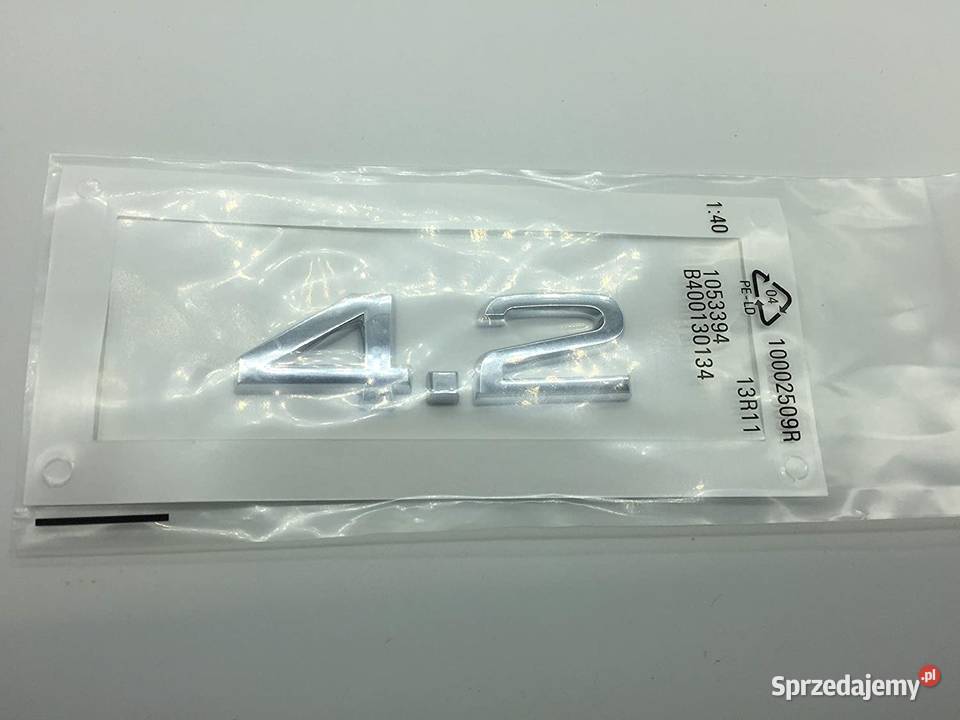 4.2
1:40
1053394
B400130134
04
PE-LD
10002509R
13R11
Sprzedajemy.pl